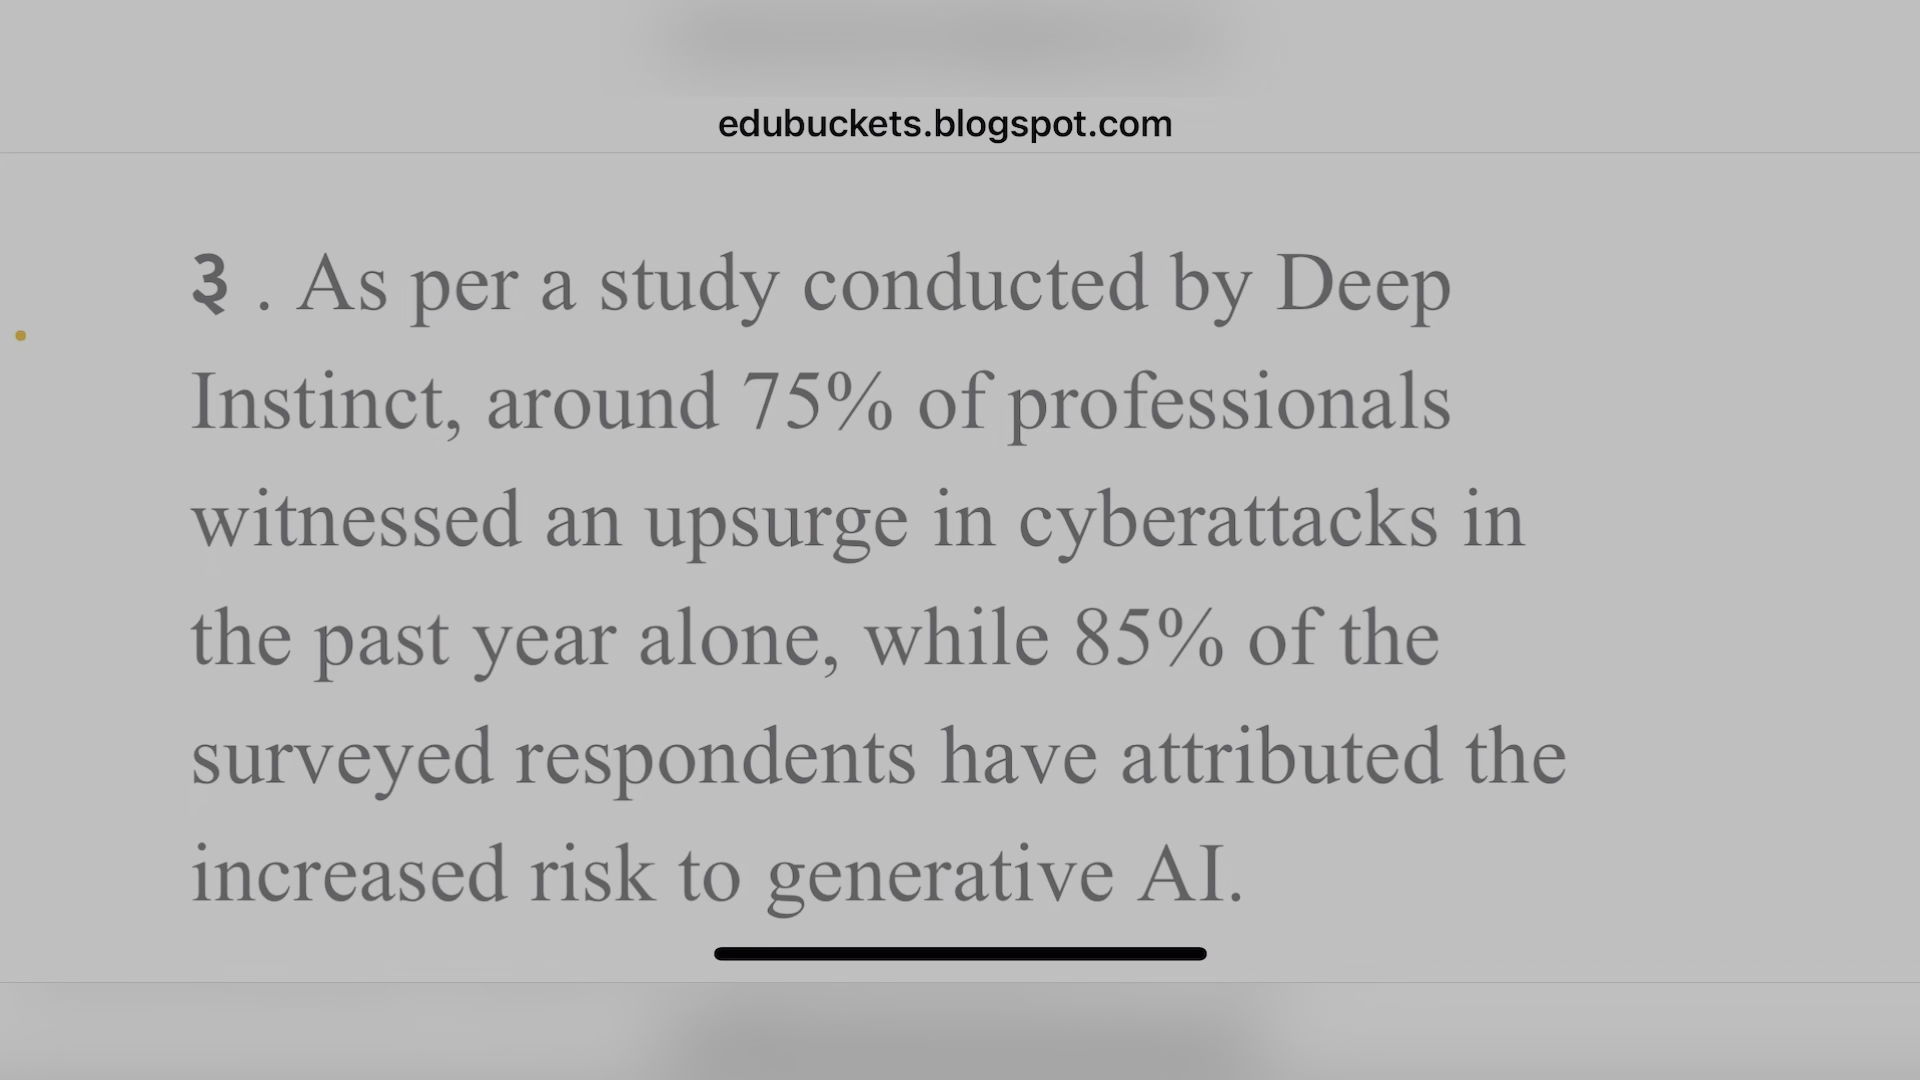 edubuckets.blogspot.com
३ . As per a study conducted by Deep
Instinct, around 75% of professionals
witnessed an upsurge in cyberattacks in
the past year alone, while 85% of the
surveyed respondents have attributed the
increased risk to generative AI.